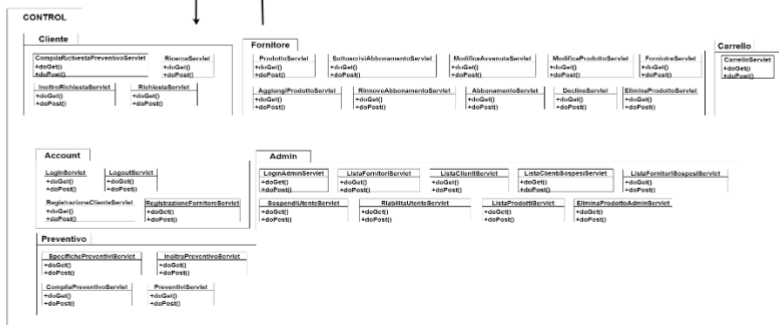 CONTROL
Cliente
CompilaRichiestaPreventivoServlet
+doGet()
+doPost()
RicercaServlet
+doGet()
+doPost()
InoltroRichiestaServlet
+doGet()
+doPost()
RichiestaServlet
+doGet()
+doPost()
Fornitore
ProdottoServlet
+doGet()
+doPost()
SottoscriviAbbonamentoServlet
+doGet()
+doPost()
ModificaAvvenutaServlet
+doGet()
+doPost()
ModificaProdottoServlet
+doGet()
+doPost()
FornitoreServlet
+doGet()
+doPost()
AggiungiProdottoServlet
+doGet()
+doPost()
RinnovoAbbonamentoServlet
+doGet()
+doPost()
AbbonamentoServlet
+doGet()
+doPost()
DeclineServlet
+doGet()
+doPost()
EliminaProdottoServlet
+doGet()
+doPost()
Carrello
CarrelloServlet
+doGet()
+doPost()
Account
LoginServlet
+doGet()
+doPost()
LogoutServlet
+doGet()
+doPost()
RegistrazioneClienteServlet
+doGet()
+doPost()
RegistrazioneFornitoreServlet
+doGet()
+doPost()
Admin
LoginAdminServlet
+doGet()
+doPost()
ListaFornitoriServlet
+doGet()
+doPost()
ListaClientiServlet
+doGet()
+doPost()
ListaClientiSospesiServlet
+doGet()
+doPost()
ListaFornitoriSospesiServlet
+doGet()
+doPost()
SospendiUtenteServlet
+doGet()
+doPost()
RiabilitaUtenteServlet
+doGet()
+doPost()
ListaProdottiServlet
+doGet()
+doPost()
EliminaProdottoAdminServlet
+doGet()
+doPost()
Preventivo
SpecifichePreventiviServlet
+doGet()
+doPost()
InoltroPreventivoServlet
+doGet()
+doPost()
CompilaPreventivoServlet
+doGet()
+doPost()
PreventiviServlet
+doGet()
+doPost()